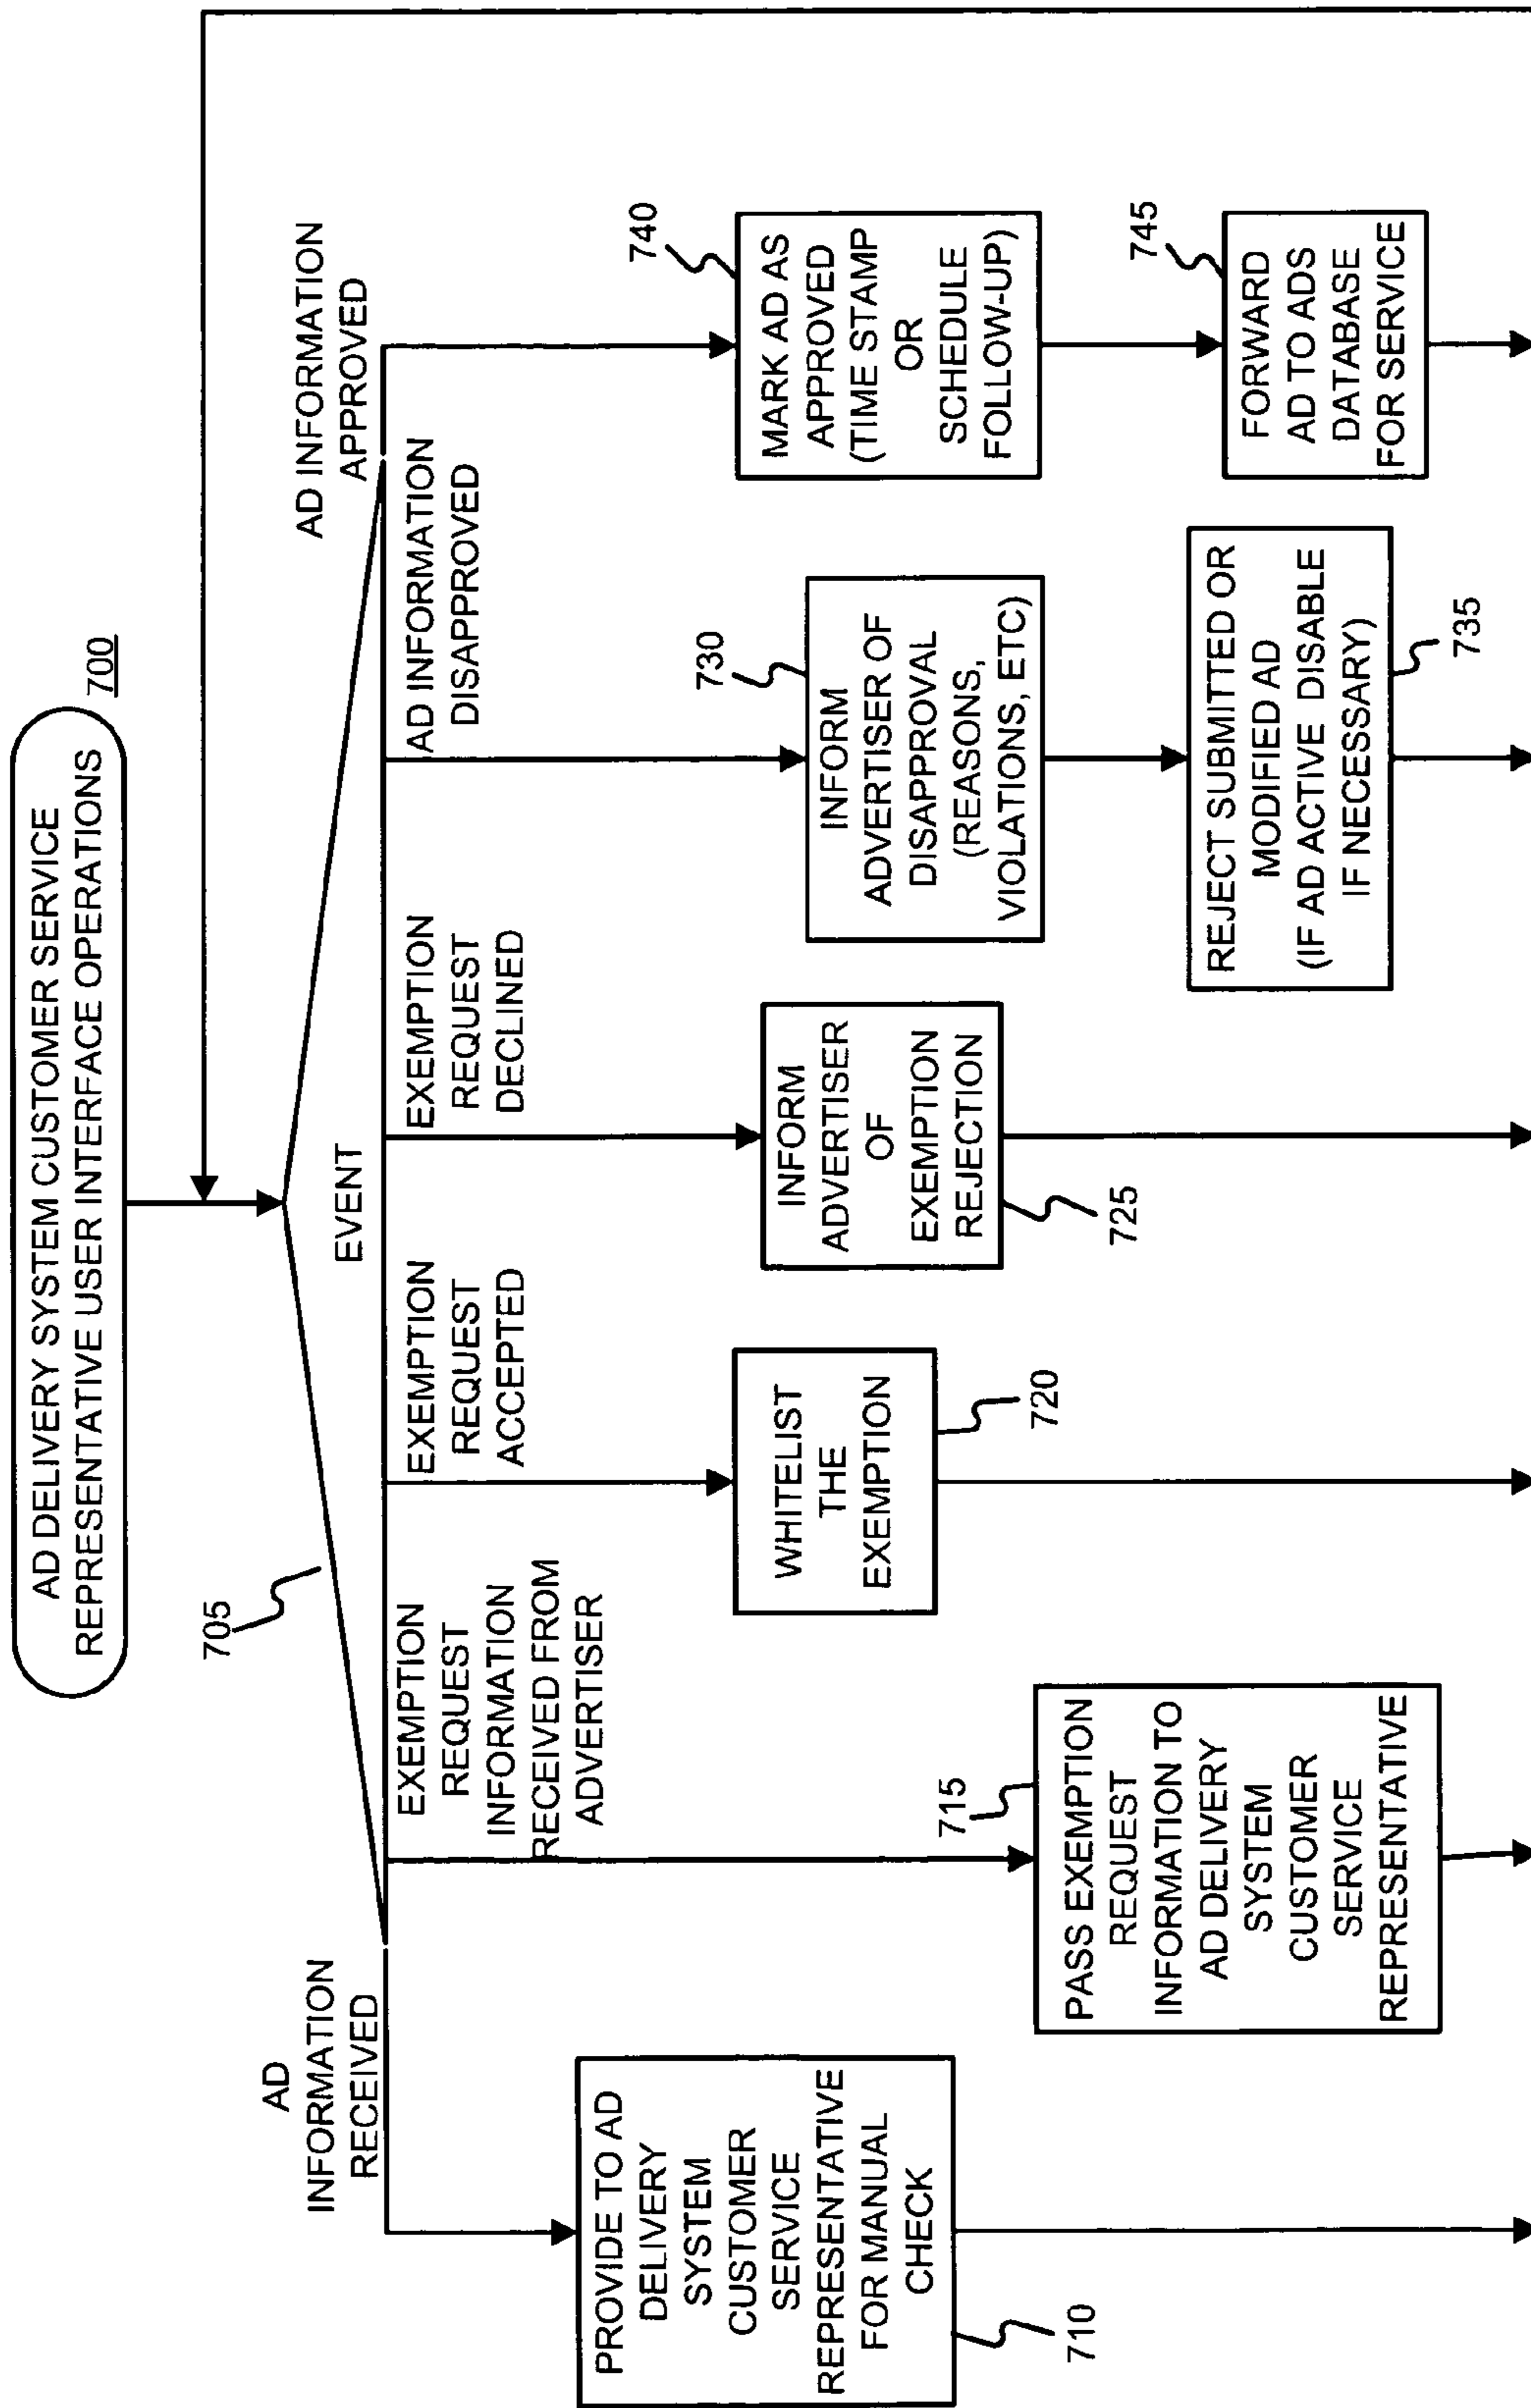 AD DELIVERY SYSTEM CUSTOMER SERVICE
REPRESENTATIVE USER INTERFACE OPERATIONS
700
705
EVENT
AD
INFORMATION
RECEIVED
PROVIDE TO AD
DELIVERY
SYSTEM
CUSTOMER
SERVICE
REPRESENTATIVE
FOR MANUAL
CHECK
710
EXEMPTION
REQUEST
INFORMATION
RECEIVED FROM
ADVERTISER
715
PASS EXEMPTION
REQUEST
INFORMATION TO
AD DELIVERY
SYSTEM
CUSTOMER
SERVICE
REPRESENTATIVE
EXEMPTION
REQUEST
ACCEPTED
WHITELIST
THE
EXEMPTION
720
EXEMPTION
REQUEST
DECLINED
INFORM
ADVERTISER
OF
EXEMPTION
REJECTION
725
AD INFORMATION
DISAPPROVED
730
INFORM
ADVERTISER OF
DISAPPROVAL
(REASONS,
VIOLATIONS, ETC)
REJECT SUBMITTED OR
MODIFIED AD
(IF AD ACTIVE DISABLE
IF NECESSARY)
735
AD INFORMATION
APPROVED
740
MARK AD AS
APPROVED
(TIME STAMP
OR
SCHEDULE
FOLLOW-UP)
745
FORWARD
AD TO ADS
DATABASE
FOR SERVICE